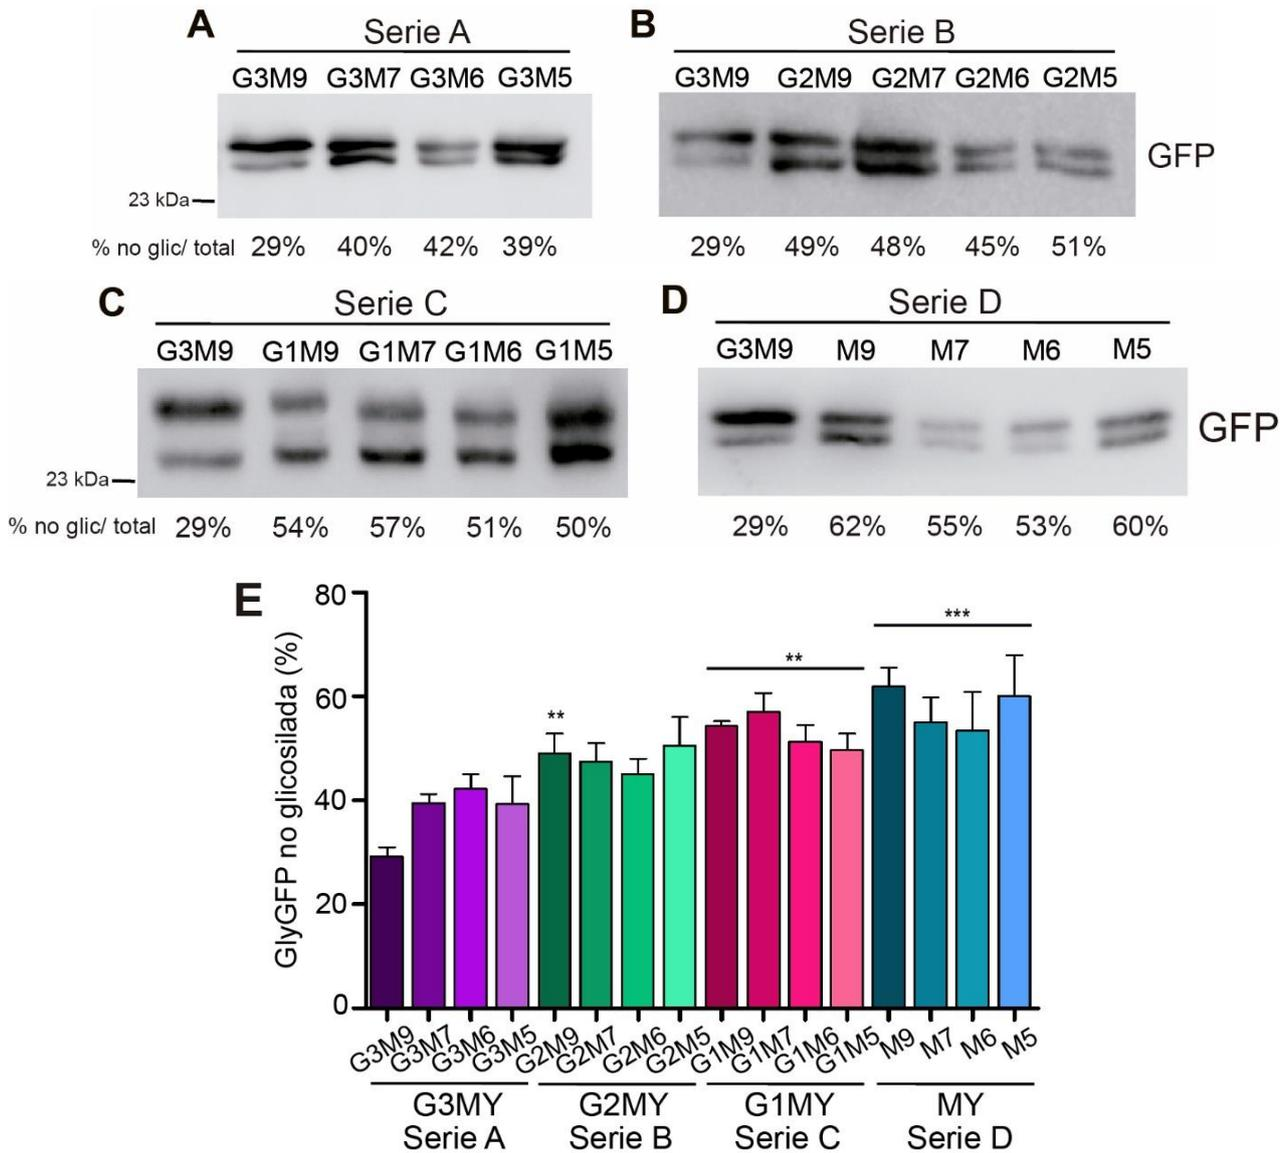 A
Serie A
G3M9 G3M7 G3M6 G3M5
23 kDa
% no glic/ total 29% 40% 42% 39%
B
Serie B
G3M9 G2M9 G2M7 G2M6 G2M5
GFP
29% 49% 48% 45% 51%
C
Serie C
G3M9 G1M9 G1M7 G1M6 G1M5
23 kDa
% no glic/ total 29% 54% 57% 51% 50%
D
Serie D
G3M9 M9 M7 M6 M5
GFP
29% 62% 55% 53% 60%
E
GlyGFP no glicosilada (%)
80
60
40
20
0
**
**
***
G3M9 G3M7 G3M6 G3M5 G2M9 G2M7 G2M6 G2M5 G1M9 G1M7 G1M6 G1M5 M9 M7 M6 M5
G3MY G2MY G1MY MY
Serie A Serie B Serie C Serie D